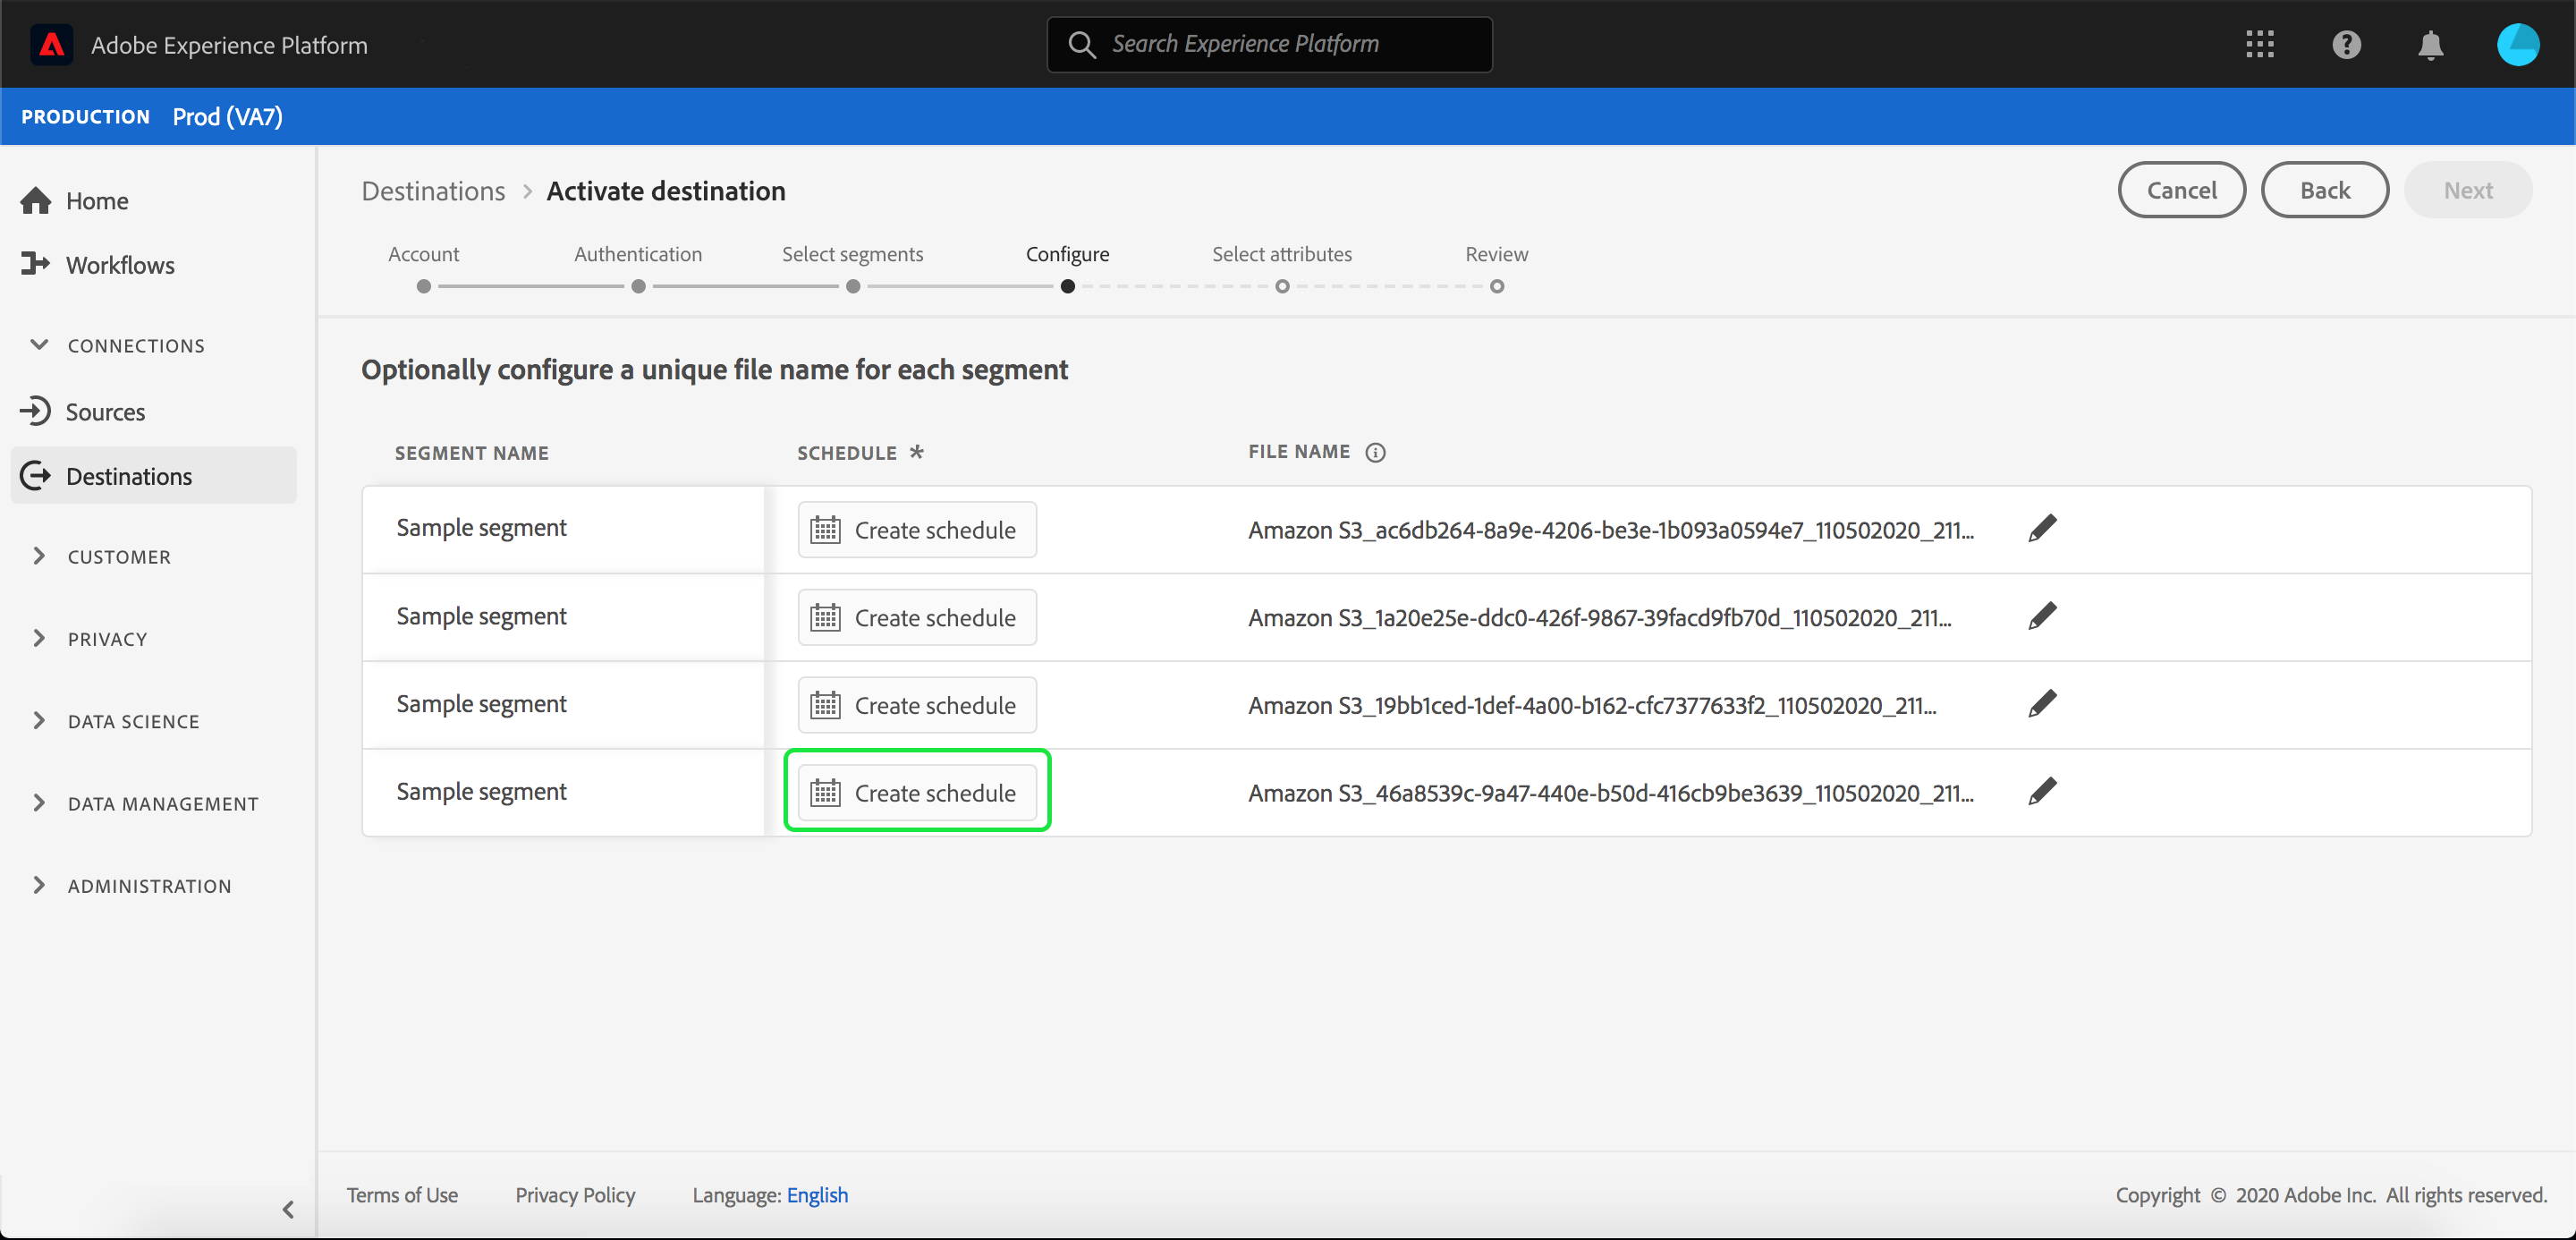 Adobe Experience Platform
Search Experience Platform
PRODUCTION Prod (VA7)
Home
Workflows
CONNECTIONS
Sources
Destinations
CUSTOMER
PRIVACY
DATA SCIENCE
DATA MANAGEMENT
ADMINISTRATION
Destinations > Activate destination
Cancel Back Next
Account Authentication Select segments Configure Select attributes Review
Optionally configure a unique file name for each segment
SEGMENT NAME SCHEDULE * FILE NAME
Sample segment Create schedule Amazon S3_ac6db264-8a9e-4206-be3e-1b093a0594e7_110502020_211...
Sample segment Create schedule Amazon S3_1a20e25e-ddc0-426f-9867-39facd9fb70d_110502020_211...
Sample segment Create schedule Amazon S3_19bb1ced-1def-4a00-b162-cfc7377633f2_110502020_211...
Sample segment Create schedule Amazon S3_46a8539c-9a47-440e-b50d-416cb9be3639_110502020_211...
Terms of Use Privacy Policy Language: English Copyright © 2020 Adobe Inc. All rights reserved.